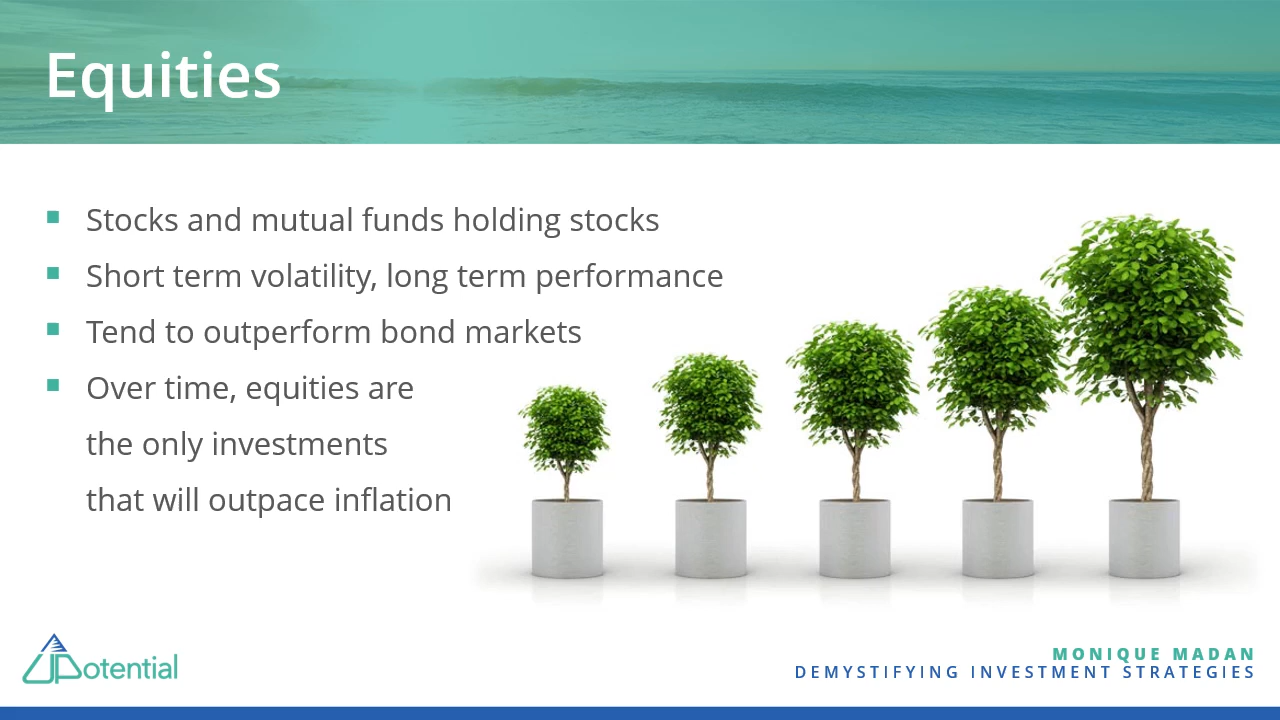 Equities
Stocks and mutual funds holding stocks
Short term volatility, long term performance
Tend to outperform bond markets
Over time, equities are
the only investments
that will outpace inflation
UPotential
MONIQUE MADAN
DEMYSTIFYING INVESTMENT STRATEGIES